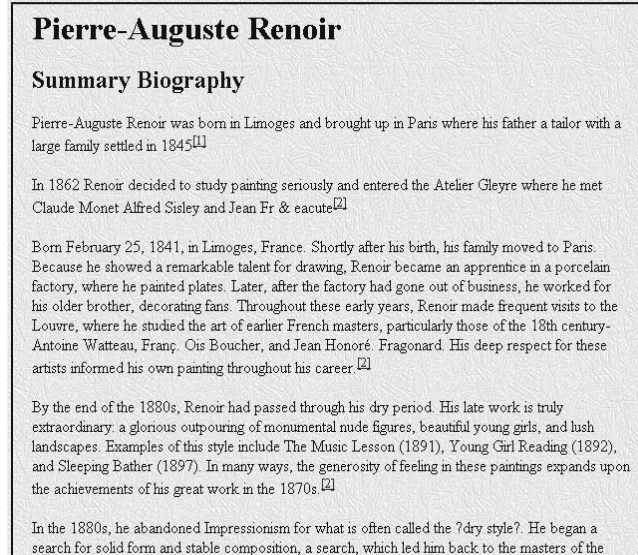 Pierre-Auguste Renoir
Summary Biography
Pierre-Auguste Renoir was born in Limoges and brought up in Paris where his father a tailor with a
large family settled in 1845[1]
In 1862 Renoir decided to study painting seriously and entered the Atelier Gleyre where he met
Claude Monet Alfred Sisley and Jean Fr & eacute[2]
Born February 25, 1841, in Limoges, France. Shortly after his birth, his family moved to Paris.
Because he showed a remarkable talent for drawing, Renoir became an apprentice in a porcelain
factory, where he painted plates. Later, after the factory had gone out of business, he worked for
his older brother, decorating fans. Throughout these early years, Renoir made frequent visits to the
Louvre, where he studied the art of earlier French masters, particularly those of the 18th century-
Antoine Watteau, Franç. Ois Boucher, and Jean Honoré. Fragonard. His deep respect for these
artists informed his own painting throughout his career.[2]
By the end of the 1880s, Renoir had passed through his dry period. His late work is truly
extraordinary: a glorious outpouring of monumental nude figures, beautiful young girls, and lush
landscapes. Examples of this style include The Music Lesson (1891), Young Girl Reading (1892),
and Sleeping Bather (1897). In many ways, the generosity of feeling in these paintings expands upon
the achievements of his great work in the 1870s.[2]
In the 1880s, he abandoned Impressionism for what is often called the ?dry style?. He began a
search for solid form and stable composition, a search, which led him back to the masters of the